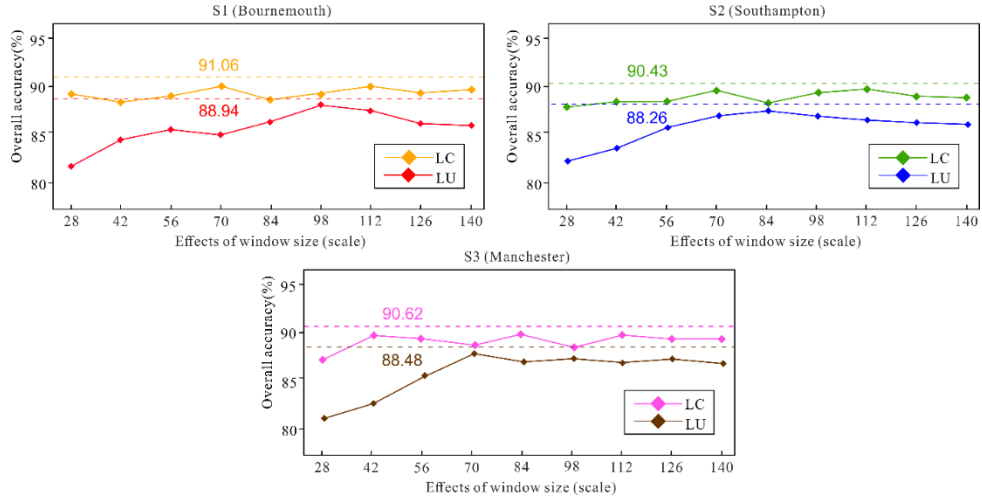 S1 (Bournemouth)
Overall accuracy(%)
95
90
85
80
91.06
88.94
LC
LU
28 42 56 70 84 98 112 126 140
Effects of window size (scale)
S2 (Southampton)
Overall accuracy(%)
95
90
85
80
90.43
88.26
LC
LU
28 42 56 70 84 98 112 126 140
Effects of window size (scale)
S3 (Manchester)
Overall accuracy(%)
95
90
85
80
90.62
88.48
LC
LU
28 42 56 70 84 98 112 126 140
Effects of window size (scale)